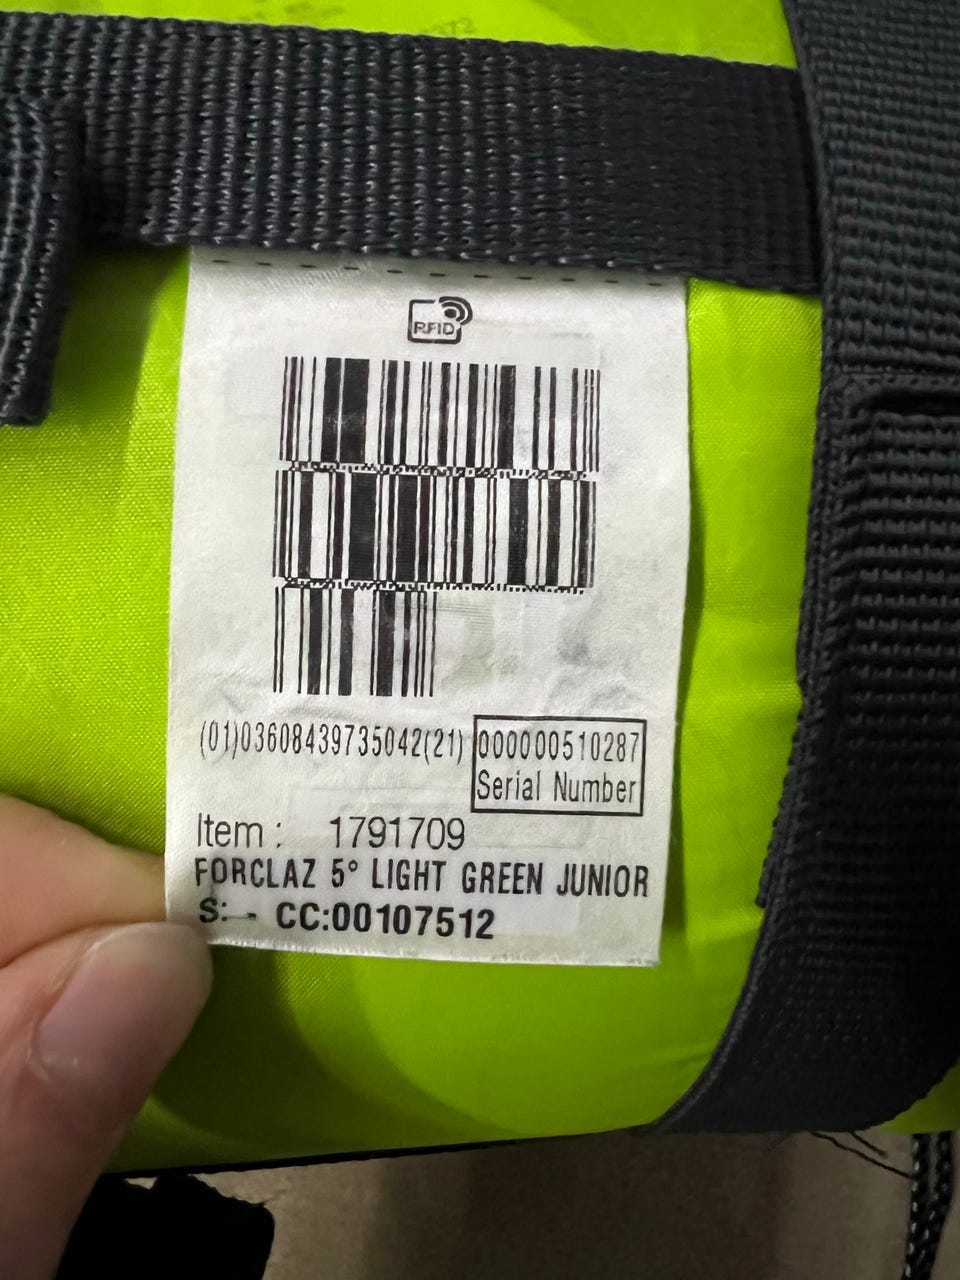 RFID
(01)03608439735042(21) 000000510287
Serial Number
Item : 1791709
FORCLAZ 5° LIGHT GREEN JUNIOR
S: - CC:00107512